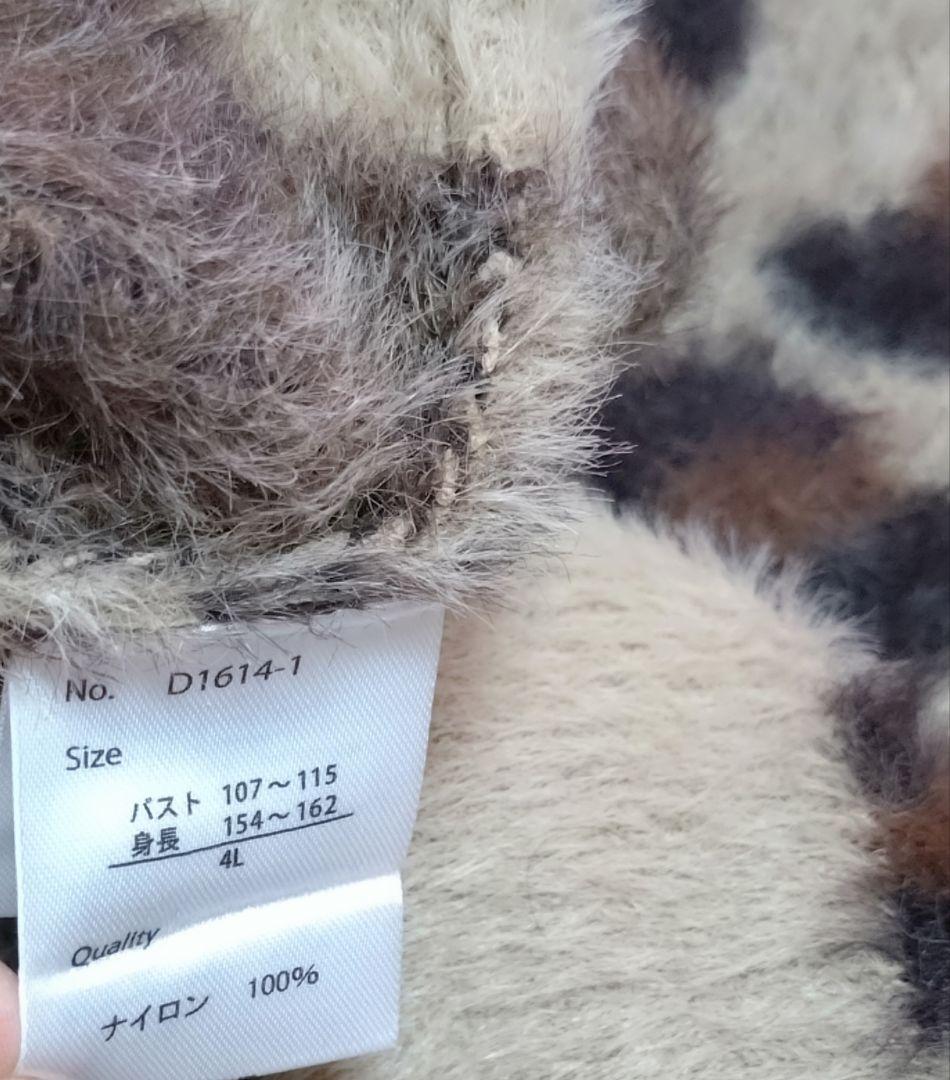 No. D1614-1
Size
バスト 107～115
身長 154～162
4L
Quality
ナイロン 100%